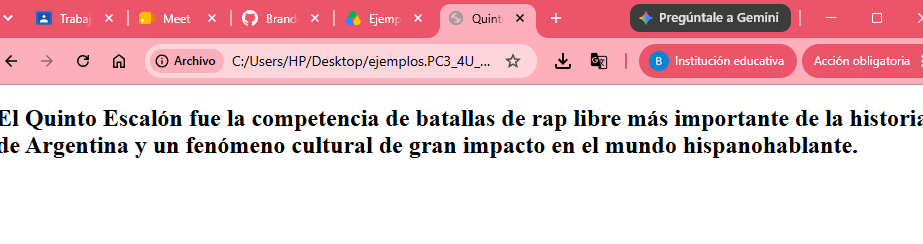 Trabaj
Meet
Brand
Ejemp
Quint
Pregúntale a Gemini
Archivo
C:/Users/HP/Desktop/ejemplos.PC3_4U_...
B
Institución educativa
Acción obligatoria
El Quinto Escalón fue la competencia de batallas de rap libre más importante de la historia
de Argentina y un fenómeno cultural de gran impacto en el mundo hispanohablante.